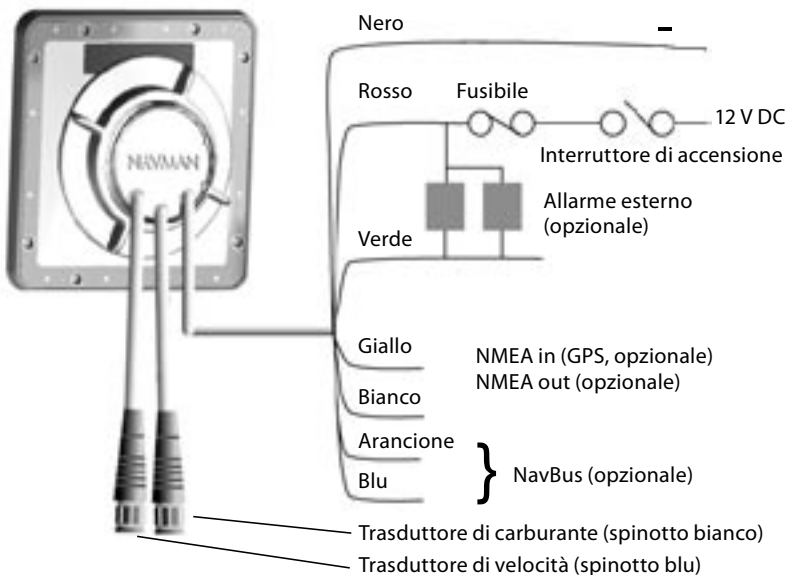 Nero
–
Rosso
Fusibile
12 V DC
Interruttore di accensione
NAVMAN
Allarme esterno
(opzionale)
Verde
Giallo
NMEA in (GPS, opzionale)
NMEA out (opzionale)
Bianco
Arancione
} NavBus (opzionale)
Blu
Trasduttore di carburante (spinotto bianco)
Trasduttore di velocità (spinotto blu)